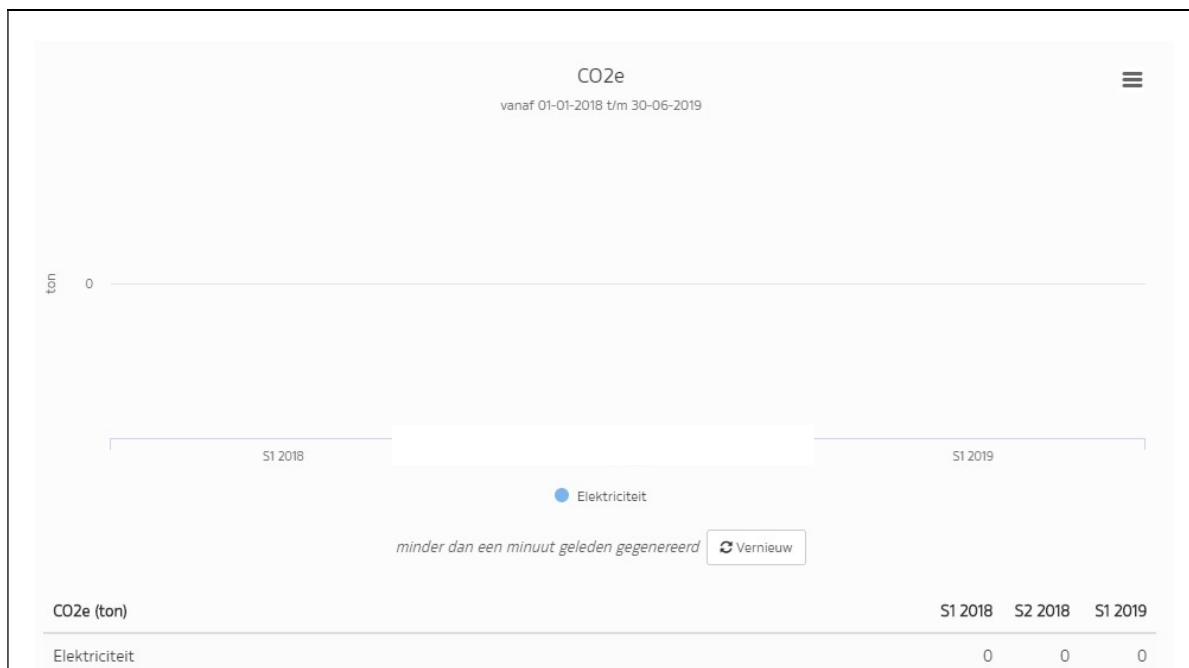 CO2e
vanaf 01-01-2018 t/m 30-06-2019
ton
0
S1 2018 S1 2019
Elektriciteit
minder dan een minuut geleden gegenereerd Vernieuw
CO2e (ton) S1 2018 S2 2018 S1 2019
Elektriciteit 0 0 0